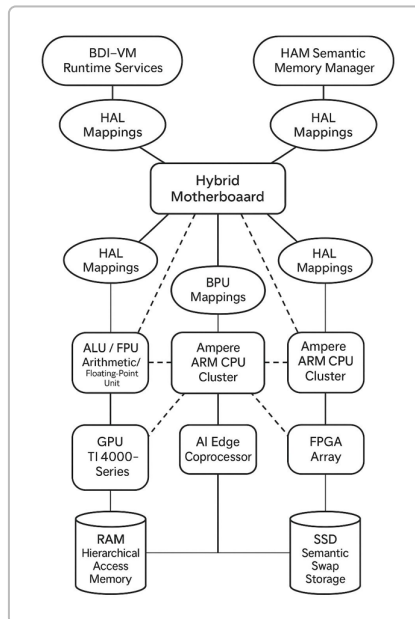 BDI–VM
Runtime Services
HAM Semantic
Memory Manager
HAL
Mappings
HAL
Mappings
Hybrid
Motherboaard
HAL
Mappings
BPU
Mappings
HAL
Mappings
ALU / FPU
Arithmetic/
Floating-Point
Unit
Ampere
ARM CPU
Cluster
Ampere
ARM CPU
Cluster
GPU
TI 4000–
Series
AI Edge
Coprocessor
FPGA
Array
RAM
Hierarchical
Access
Memory
SSD
Semantic
Swap
Storage